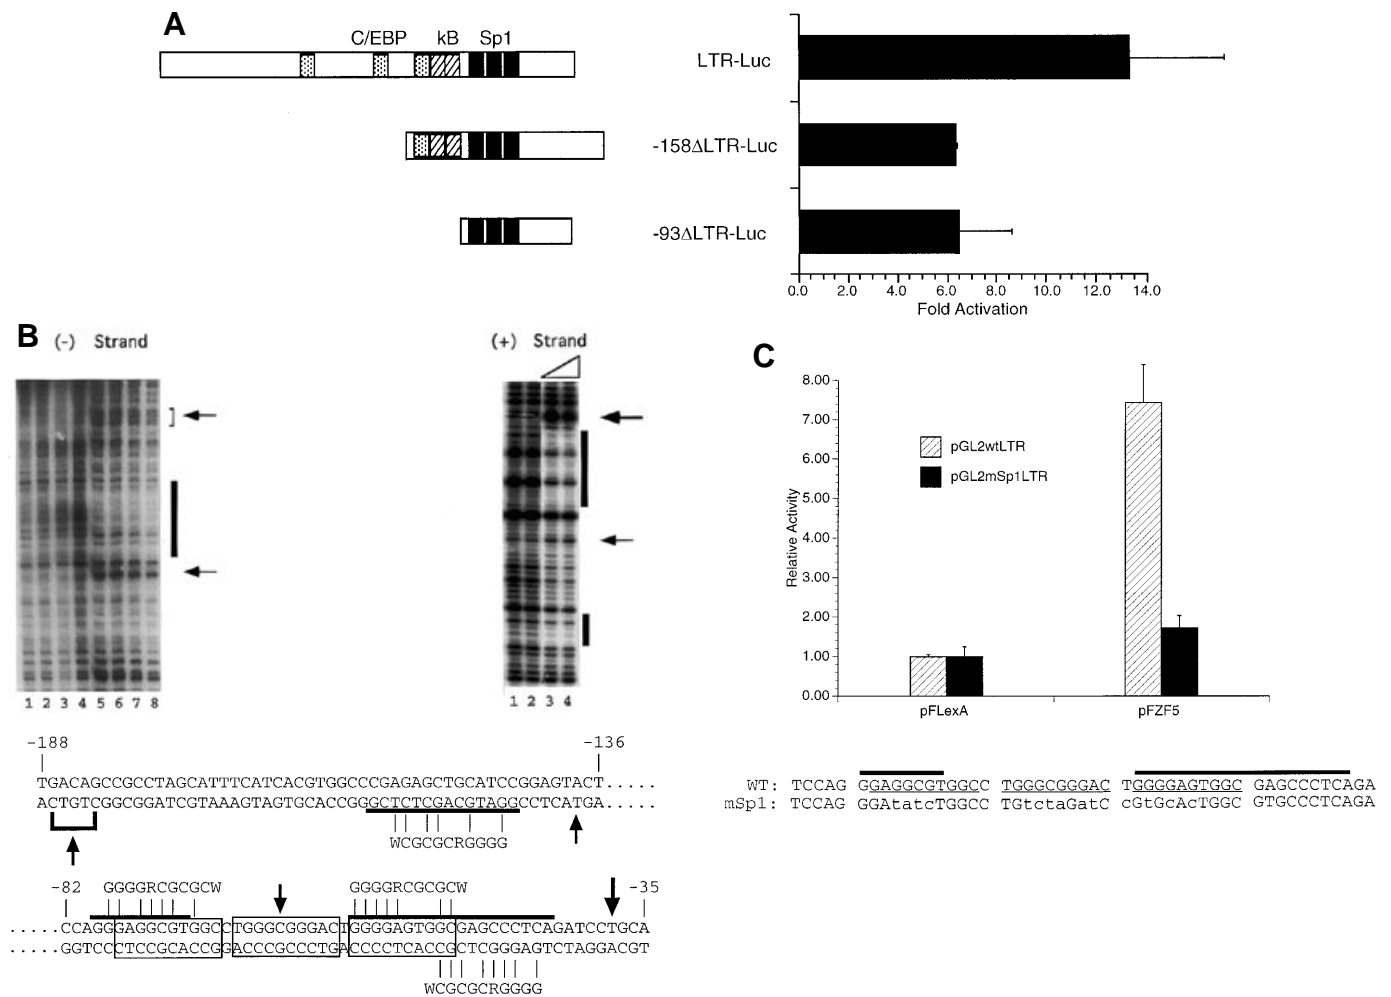 A
C/EBP kB Sp1
LTR-Luc
-158ΔLTR-Luc
-93ΔLTR-Luc
0.0 2.0 4.0 6.0 8.0 10.0 12.0 14.0
Fold Activation
B
(-) Strand
1 2 3 4 5 6 7 8
(+) Strand
1 2 3 4
-188 -136
TGACAGCCGCCTAGCATTTCATCACGTGGCCCGAGAGCTGCATCCGGAGTACT.....
ACTGTCGGCGGATCGTAAAGTAGTGCACCGGGCTCTCGACGTAGGCCTCATGA.....
WCGCGCRGGGG
-82 GGGGRCGCGCW GGGGRCGCGCW -35
.....CCAGGGAGGCGTGGCCTGGGCGGGACTGGGGAGTGGCGAGCCCTCAGATCCTGCA
.....GGTCCCTCCGCACCGGACCCGCCCTGACCCCTCACCGCTCGGGAGTCTAGGACGT
WCGCGCRGGGG
C
Relative Activity
8.00
7.00
6.00
5.00
4.00
3.00
2.00
1.00
0.00
pGL2wtLTR
pGL2mSp1LTR
pFLexA pFZF5
WT: TCCAG GGAGGCGTGGCC TGGGCGGGAC TGGGGAGTGGC GAGCCCTCAGA
mSp1: TCCAG GGAtatcTGGCC TGtctaGatC cGtGcAcTGGC GTGCCCTCAGA